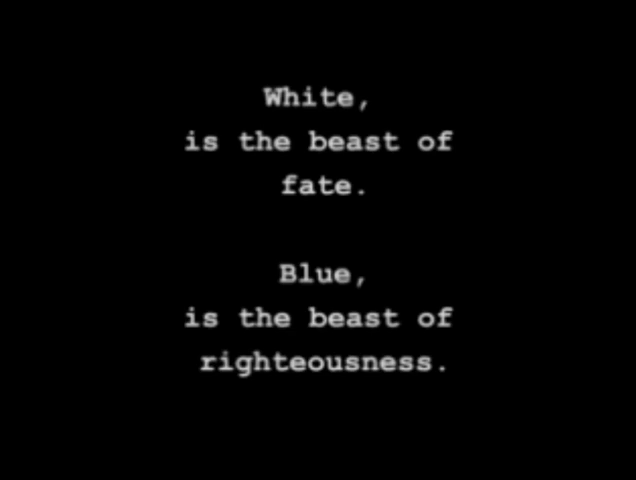 White,
is the beast of
fate.
Blue,
is the beast of
righteousness.